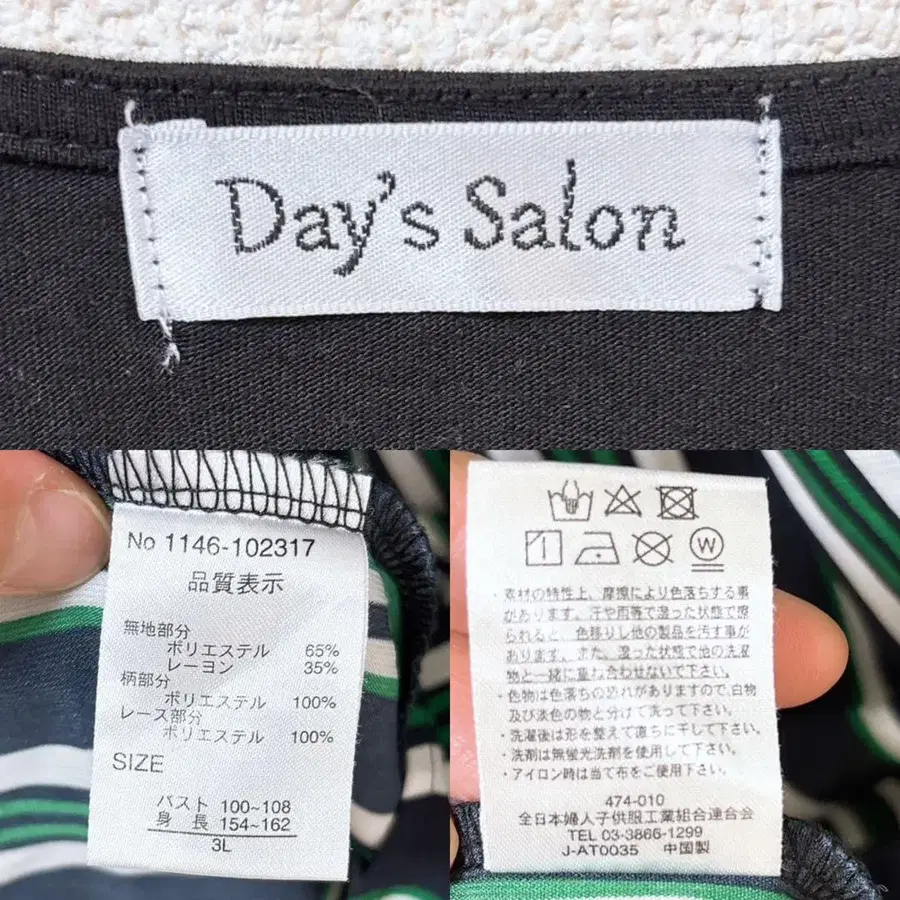 Day's Salon
No 1146-102317
品質表示
無地部分
ポリエステル 65%
レーヨン 35%
柄部分
ポリエステル 100%
レース部分
ポリエステル 100%
SIZE
バスト 100~108
身長 154~162
3L
W
・素材の特性上、摩擦により色落ちする事
があります。汗や雨等で湿った状態で擦
られると、色移りし他の製品を汚す事が
あります。また、湿った状態で他の洗濯
物と一緒に重ね合わせないで下さい。
・色物は色落ちの恐れがありますので、白物
及び淡色の物と分けて洗って下さい。
・洗濯後は形を整えて直ちに干して下さい。
・洗剤は無蛍光洗剤を使用して下さい。
・アイロン時は当て布をご使用下さい。
474-010
全日本婦人子供服工業組合連合会
TEL 03-3866-1299
J-AT0035 中国製